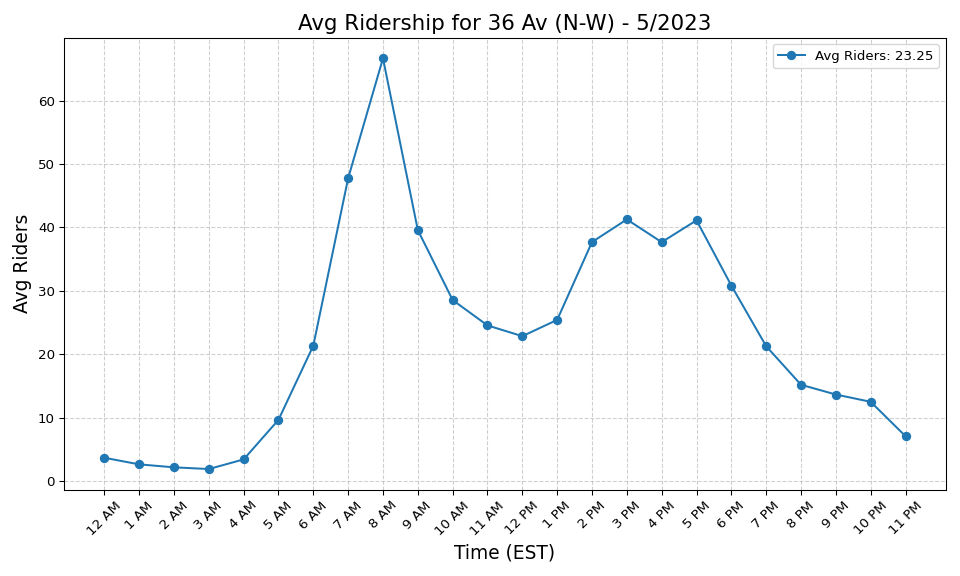 Avg Ridership for 36 Av (N-W) - 5/2023
Avg Riders: 23.25
Avg Riders
60
50
40
30
20
10
0
12 AM
1 AM
2 AM
3 AM
4 AM
5 AM
6 AM
7 AM
8 AM
9 AM
10 AM
11 AM
12 PM
1 PM
2 PM
3 PM
4 PM
5 PM
6 PM
7 PM
8 PM
9 PM
10 PM
11 PM
Time (EST)